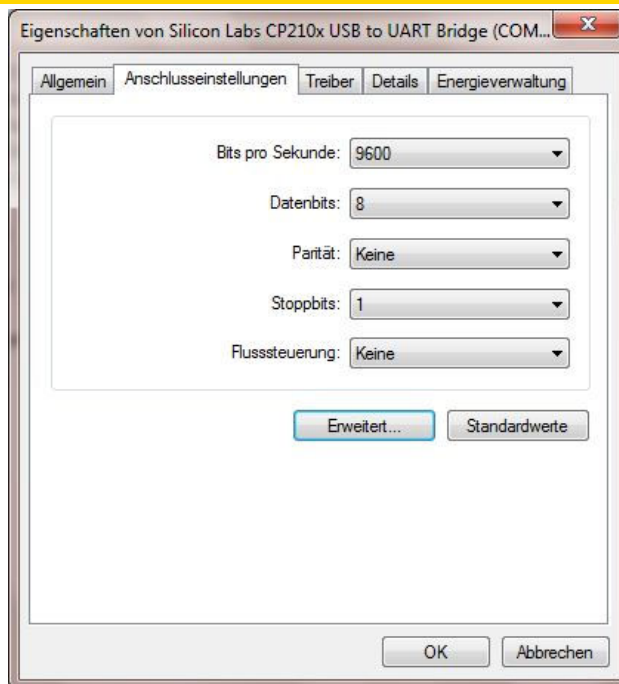 Eigenschaften von Silicon Labs CP210x USB to UART Bridge (COM...
Allgemein Anschlusseinstellungen Treiber Details Energieverwaltung
Bits pro Sekunde: 9600
Datenbits: 8
Parität: Keine
Stoppbits: 1
Flusssteuerung: Keine
Erweitert... Standardwerte
OK Abbrechen